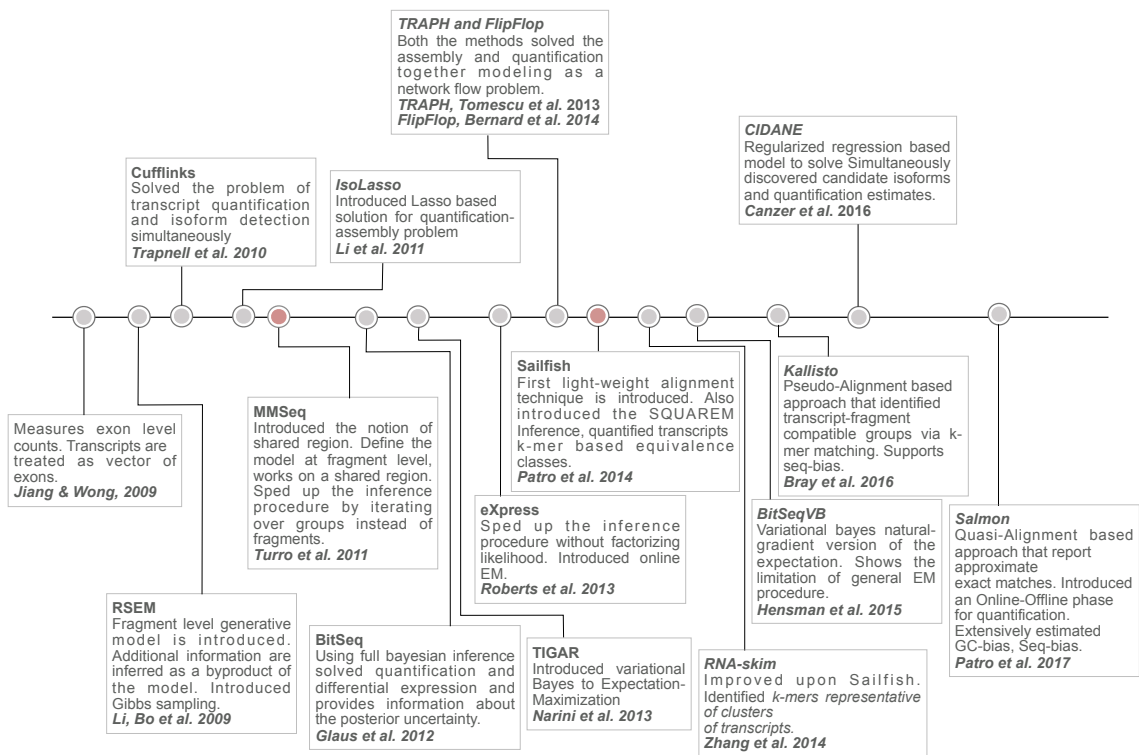 TRAPH and FlipFlop
Both the methods solved the
assembly and quantification
together modeling as a
network flow problem.
TRAPH, Tomescu et al. 2013
FlipFlop, Bernard et al. 2014
CIDANE
Regularized regression based
model to solve Simultaneously
discovered candidate isoforms
and quantification estimates.
Canzer et al. 2016
Cufflinks
Solved the problem of
transcript quantification
and isoform detection
simultaneously
Trapnell et al. 2010
IsoLasso
Introduced Lasso based
solution for quantification-
assembly problem
Li et al. 2011
Measures exon level
counts. Transcripts are
treated as vector of
exons.
Jiang & Wong, 2009
MMSeq
Introduced the notion of
shared region. Define the
model at fragment level,
works on a shared region.
Sped up the inference
procedure by iterating
over groups instead of
fragments.
Turro et al. 2011
Sailfish
First light-weight alignment
technique is introduced. Also
introduced the SQUAREM
Inference, quantified transcripts
k-mer based equivalence
classes.
Patro et al. 2014
Kallisto
Pseudo-Alignment based
approach that identified
transcript-fragment
compatible groups via k-
mer matching. Supports
seq-bias.
Bray et al. 2016
eXpress
Sped up the inference
procedure without factorizing
likelihood. Introduced online
EM.
Roberts et al. 2013
BitSeqVB
Variational bayes natural-
gradient version of the
expectation. Shows the
limitation of general EM
procedure.
Hensman et al. 2015
Salmon
Quasi-Alignment based
approach that report
approximate
exact matches. Introduced
an Online-Offline phase
for quantification.
Extensively estimated
GC-bias, Seq-bias.
Patro et al. 2017
RSEM
Fragment level generative
model is introduced.
Additional information are
inferred as a byproduct of
the model. Introduced
Gibbs sampling.
Li, Bo et al. 2009
BitSeq
Using full bayesian inference
solved quantification and
differential expression and
provides information about
the posterior uncertainty.
Glaus et al. 2012
TIGAR
Introduced variational
Bayes to Expectation-
Maximization
Narini et al. 2013
RNA-skim
Improved upon Sailfish.
Identified k-mers representative
of clusters
of transcripts.
Zhang et al. 2014